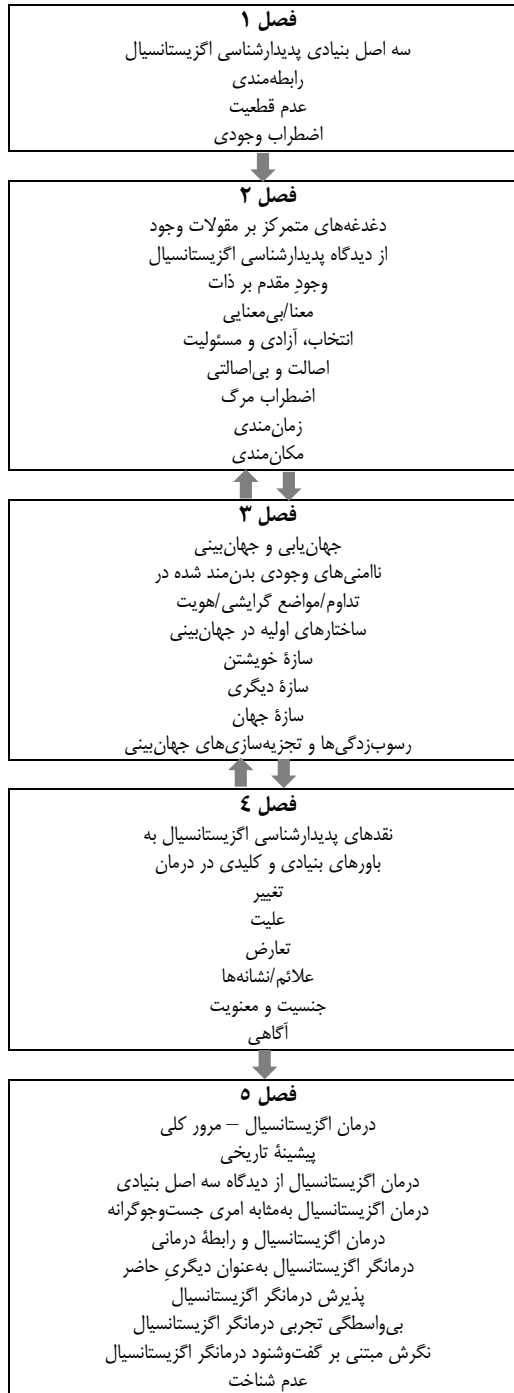 فصل ۱
سه اصل بنیادی پدیدارشناسی اگزیستانسیال
رابطه‌مندی
عدم قطعیت
اضطراب وجودی
فصل ۲
دغدغه‌های متمرکز بر مقولات وجود
از دیدگاه پدیدارشناسی اگزیستانسیال
وجودِ مقدم بر ذات
معنا/بی‌معنایی
انتخاب، آزادی و مسئولیت
اصالت و بی‌اصالتی
اضطراب مرگ
زمان‌مندی
مکان‌مندی
فصل ۳
جهان‌یابی و جهان‌بینی
ناامنی‌های وجودی بدن‌مند شده در
تداوم/مواضع گرایشی/هویت
ساختارهای اولیه در جهان‌بینی
سازهٔ خویشتن
سازهٔ دیگری
سازهٔ جهان
رسوب‌زدگی‌ها و تجزیه‌سازی‌های جهان‌بینی
فصل ٤
نقدهای پدیدارشناسی اگزیستانسیال به
باورهای بنیادی و کلیدی در درمان
تغییر
علیت
تعارض
علائم/نشانه‌ها
جنسیت و معنویت
آگاهی
فصل ٥
درمان اگزیستانسیال – مرور کلی
پیشینهٔ تاریخی
درمان اگزیستانسیال از دیدگاه سه اصل بنیادی
درمان اگزیستانسیال به‌مثابه امری جست‌وجوگرانه
درمان اگزیستانسیال و رابطهٔ درمانی
درمانگر اگزیستانسیال به‌عنوان دیگریِ حاضر
پذیرش درمانگر اگزیستانسیال
بی‌واسطگی تجربی درمانگر اگزیستانسیال
نگرش مبتنی بر گفت‌وشنود درمانگر اگزیستانسیال
عدم شناخت